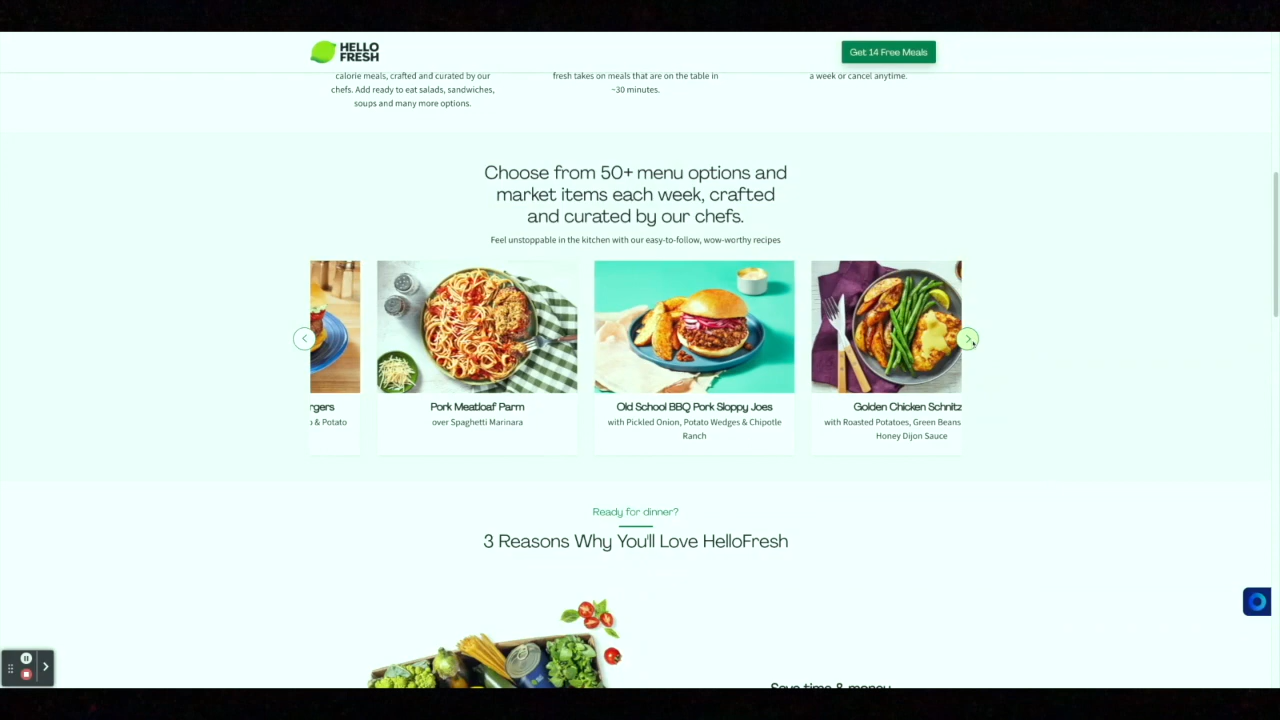 HELLO
FRESH
Get 14 Free Meals
calorie meals, crafted and curated by our
chefs. Add ready to eat salads, sandwiches,
soups and many more options.
fresh takes on meals that are on the table in
~30 minutes.
a week or cancel anytime.
Choose from 50+ menu options and
market items each week, crafted
and curated by our chefs.
Feel unstoppable in the kitchen with our easy-to-follow, wow-worthy recipes
rgers
o & Potato
Pork Meatloaf Parm
over Spaghetti Marinara
Old School BBQ Pork Sloppy Joes
with Pickled Onion, Potato Wedges & Chipotle
Ranch
Golden Chicken Schnitz
with Roasted Potatoes, Green Beans
Honey Dijon Sauce
Ready for dinner?
3 Reasons Why You'll Love HelloFresh
Save time & money